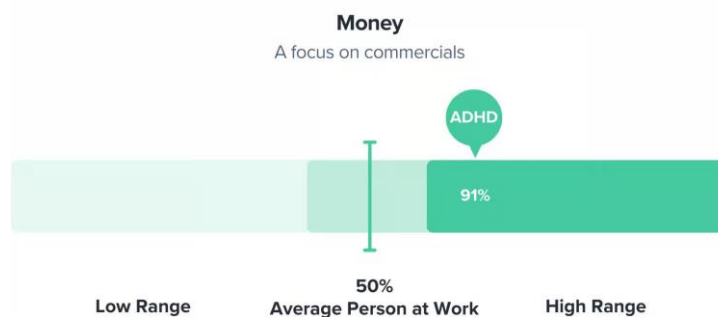 Money
A focus on commercials
ADHD
91%
50%
Low Range
Average Person at Work
High Range